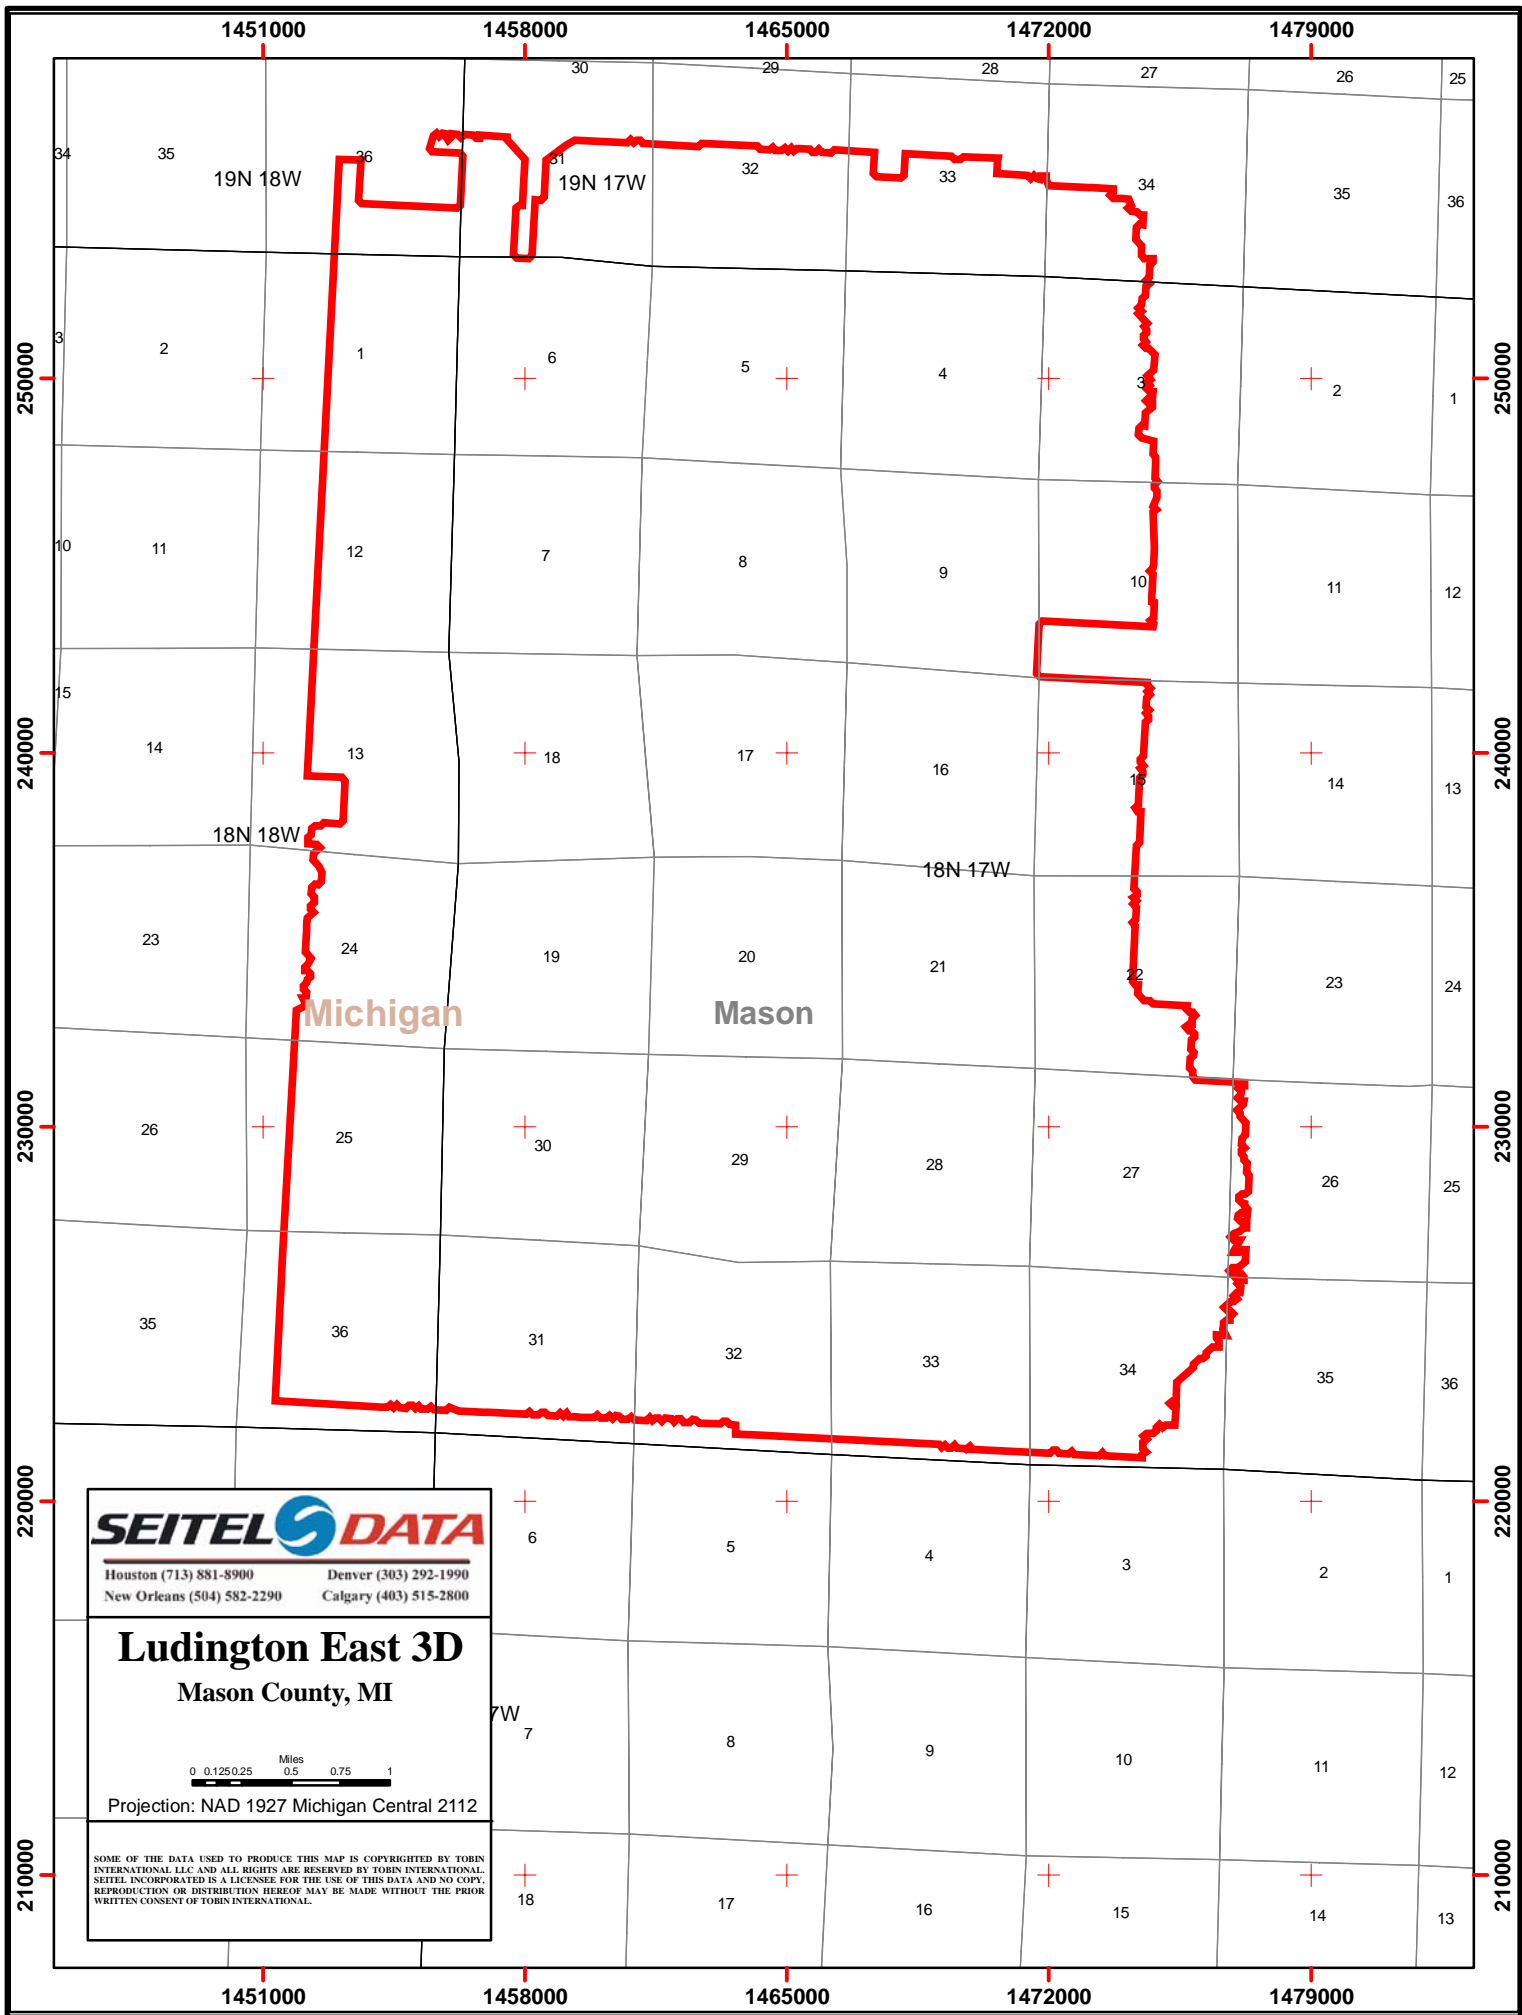 1451000 1458000 1465000 1472000 1479000
30 29 28 27 26 25
34 35 36 31 32 33 34 35 36
19N 18W 19N 17W
3 2 1 6 5 4 3 2 1
250000 250000
10 11 12 7 8 9 10 11 12
15
14 13 18 17 16 15 14 13
240000 240000
18N 18W 18N 17W
23 24 19 20 21 22 23 24
Michigan Mason
230000 230000
26 25 30 29 28 27 26 25
35 36 31 32 33 34 35 36
220000 220000
6 5 4 3 2 1
7W
7 8 9 10 11 12
210000 210000
18 17 16 15 14 13
SEITEL DATA
Houston (713) 881-8900 Denver (303) 292-1990
New Orleans (504) 582-2290 Calgary (403) 515-2800
Ludington East 3D
Mason County, MI
Miles
0 0.125 0.25 0.5 0.75 1
Projection: NAD 1927 Michigan Central 2112
SOME OF THE DATA USED TO PRODUCE THIS MAP IS COPYRIGHTED BY TOBIN
INTERNATIONAL LLC AND ALL RIGHTS ARE RESERVED BY TOBIN INTERNATIONAL.
SEITEL INCORPORATED IS A LICENSEE FOR THE USE OF THIS DATA AND NO COPY,
REPRODUCTION OR DISTRIBUTION HEREOF MAY BE MADE WITHOUT THE PRIOR
WRITTEN CONSENT OF TOBIN INTERNATIONAL.
1451000 1458000 1465000 1472000 1479000